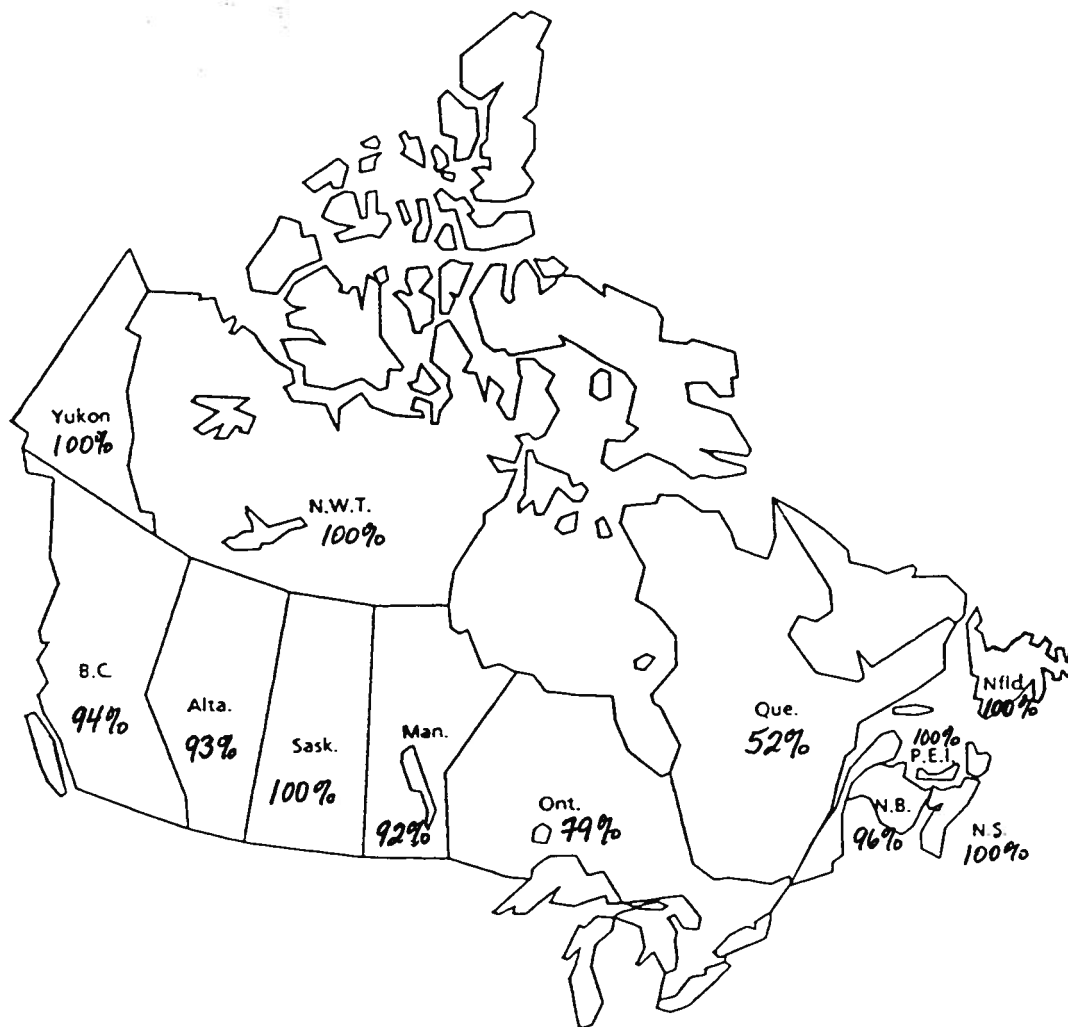 Yukon
100%
N.W.T.
100%
B.C
94%
Alta.
93%
Sask.
100%
Man.
92%
Ont.
79%
Que.
52%
Nfld
100%
100%
P.E.I.
N.B.
96%
N.S.
100%